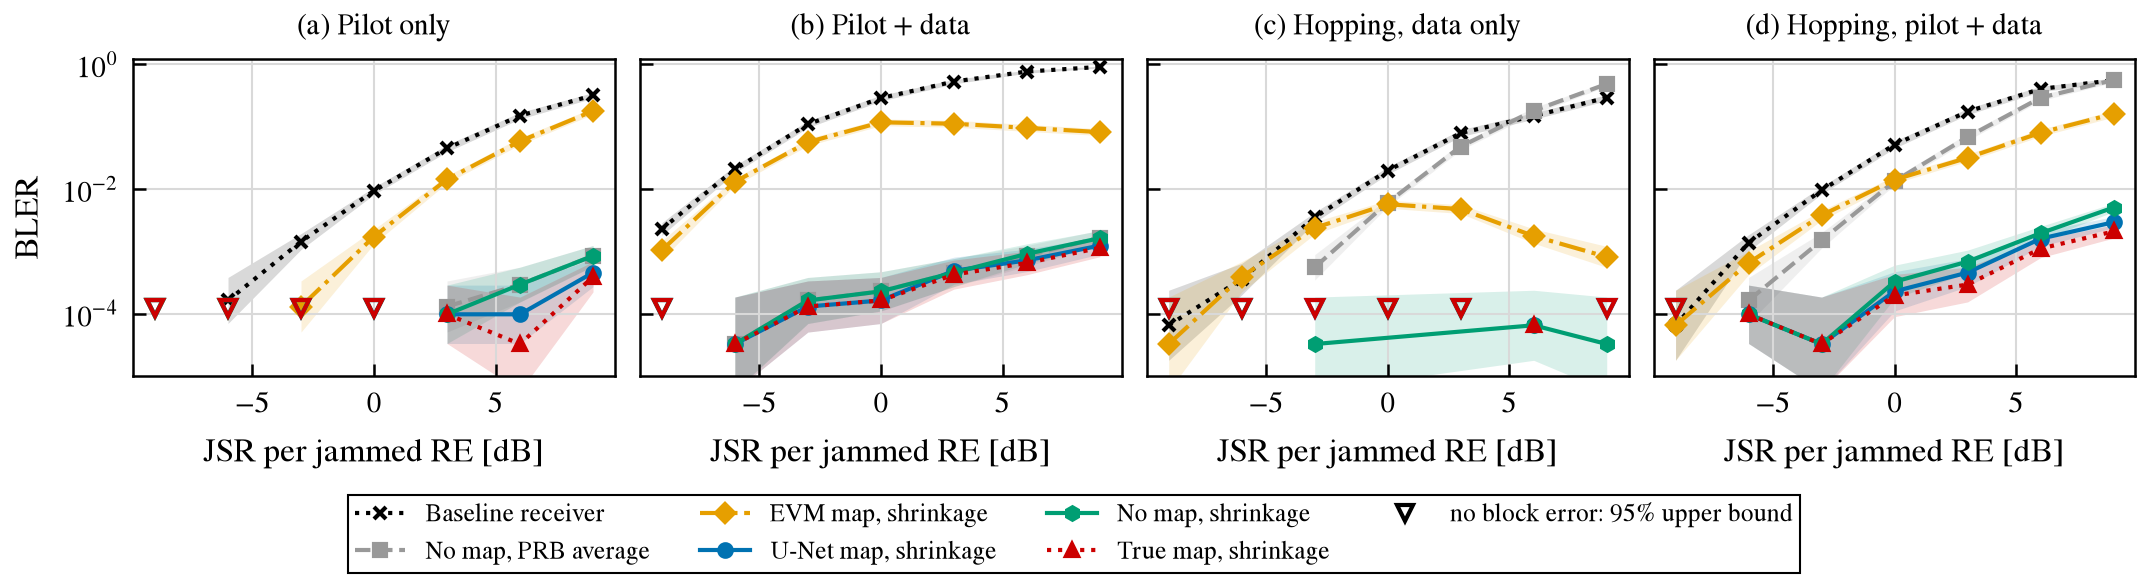 (a) Pilot only
(b) Pilot + data
(c) Hopping, data only
(d) Hopping, pilot + data
BLER
10⁰
10⁻²
10⁻⁴
−5 0 5
−5 0 5
−5 0 5
−5 0 5
JSR per jammed RE [dB]
JSR per jammed RE [dB]
JSR per jammed RE [dB]
JSR per jammed RE [dB]
Baseline receiver
No map, PRB average
EVM map, shrinkage
U-Net map, shrinkage
No map, shrinkage
True map, shrinkage
no block error: 95% upper bound